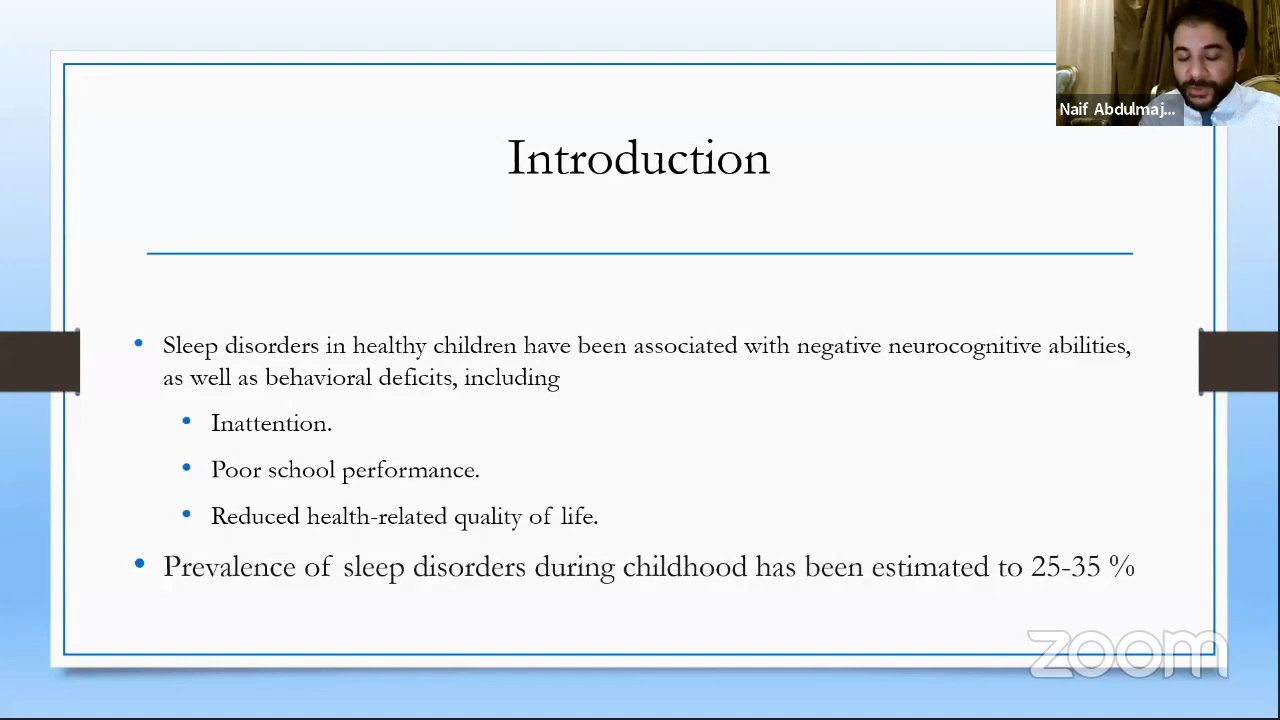 Naif Abdulmaj...
Introduction
• Sleep disorders in healthy children have been associated with negative neurocognitive abilities,
as well as behavioral deficits, including
• Inattention.
• Poor school performance.
• Reduced health-related quality of life.
• Prevalence of sleep disorders during childhood has been estimated to 25-35 %
zoom